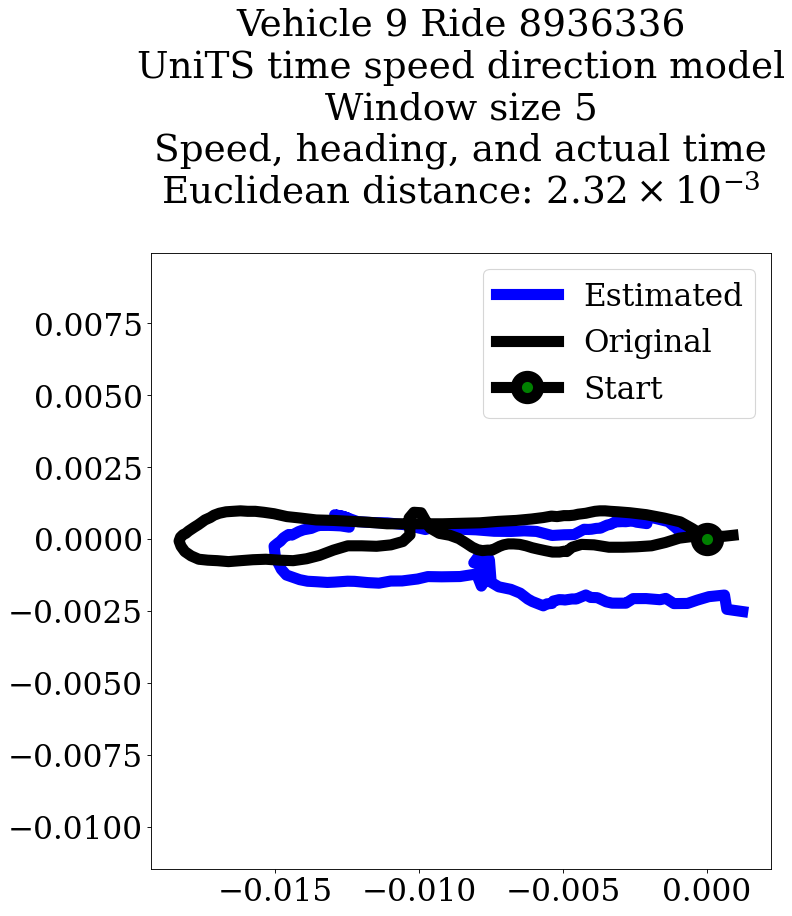 Vehicle 9 Ride 8936336
UniTS time speed direction model
Window size 5
Speed, heading, and actual time
Euclidean distance: 2.32 × 10⁻³
Estimated
Original
Start
0.0075
0.0050
0.0025
0.0000
−0.0025
−0.0050
−0.0075
−0.0100
−0.015 −0.010 −0.005 0.000